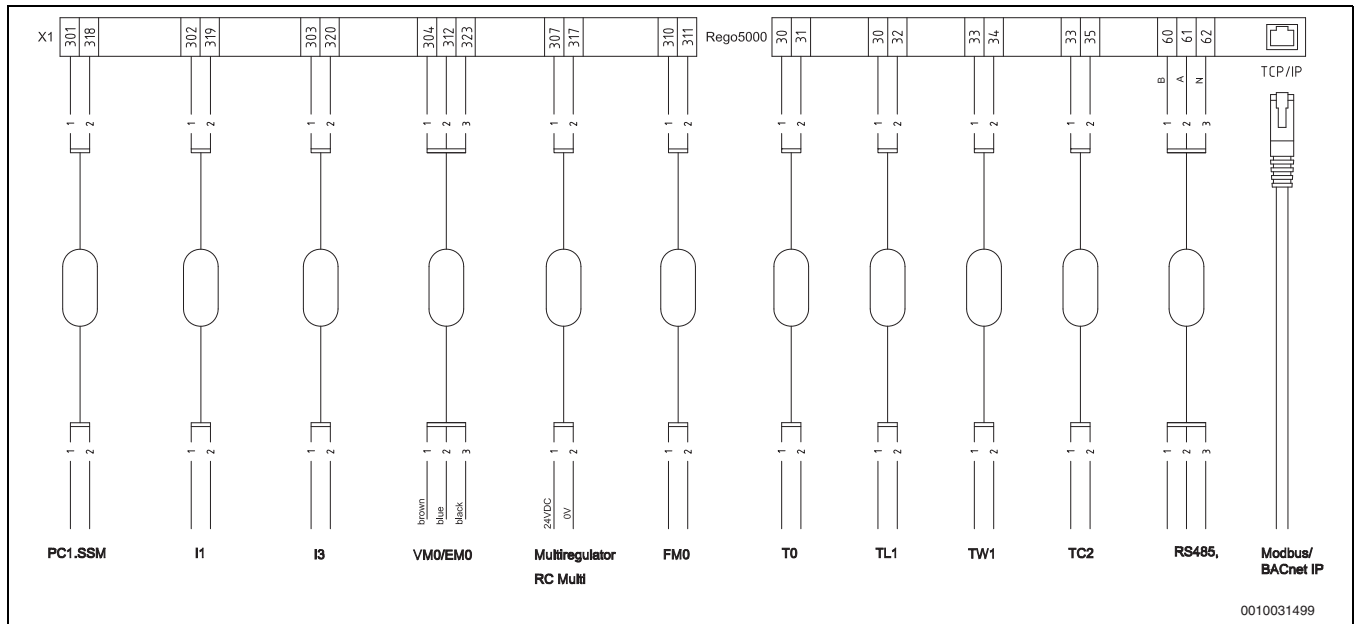 X1 301 318 302 319 303 320 304 312 323 307 317 310 311 Rego5000 30 31 30 32 33 34 33 35 60 61 62
TCP/IP
B A N
1 2 1 2 1 2 1 2 3 1 2 1 2 1 2 1 2 1 2 1 2 1 2 3
1 2 1 2 1 2 1 2 3 1 2 1 2 1 2 1 2 1 2 1 2 1 2 3
brown blue black 24VDC 0V
PC1.SSM I1 I3 VM0/EM0 Multiregulator FM0 T0 TL1 TW1 TC2 RS485, Modbus/
RC Multi BACnet IP
0010031499